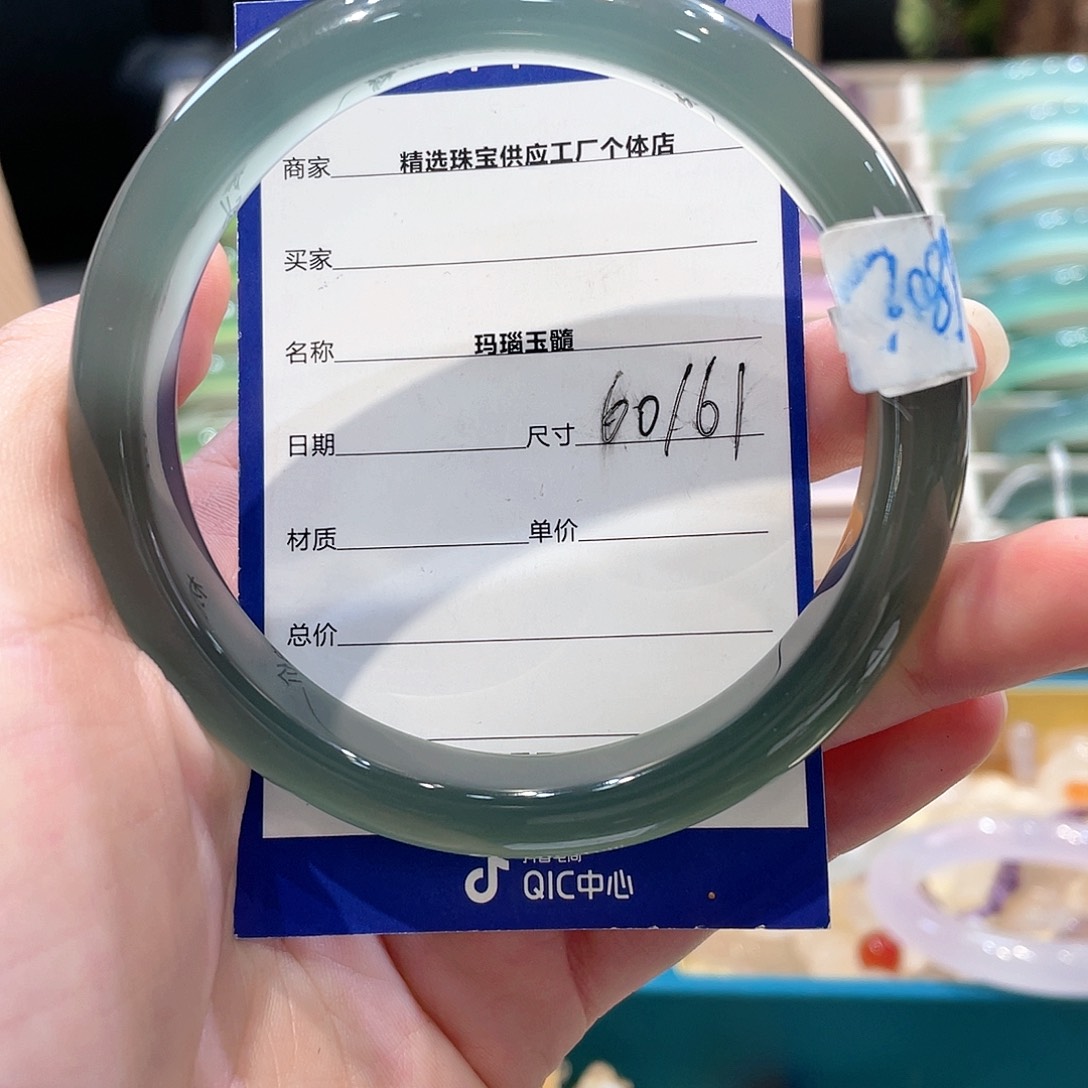 商家 精选珠宝供应工厂个体店
买家
名称 玛瑙玉髓
日期 尺寸 60/61
材质 单价
总价
QIC中心